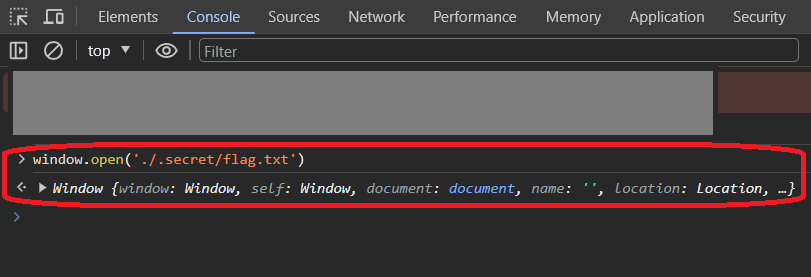 Elements Console Sources Network Performance Memory Application Security
top ▼ Filter
> window.open('./.secret/flag.txt')
<· ▶ Window {window: Window, self: Window, document: document, name: '', location: Location, …}
>